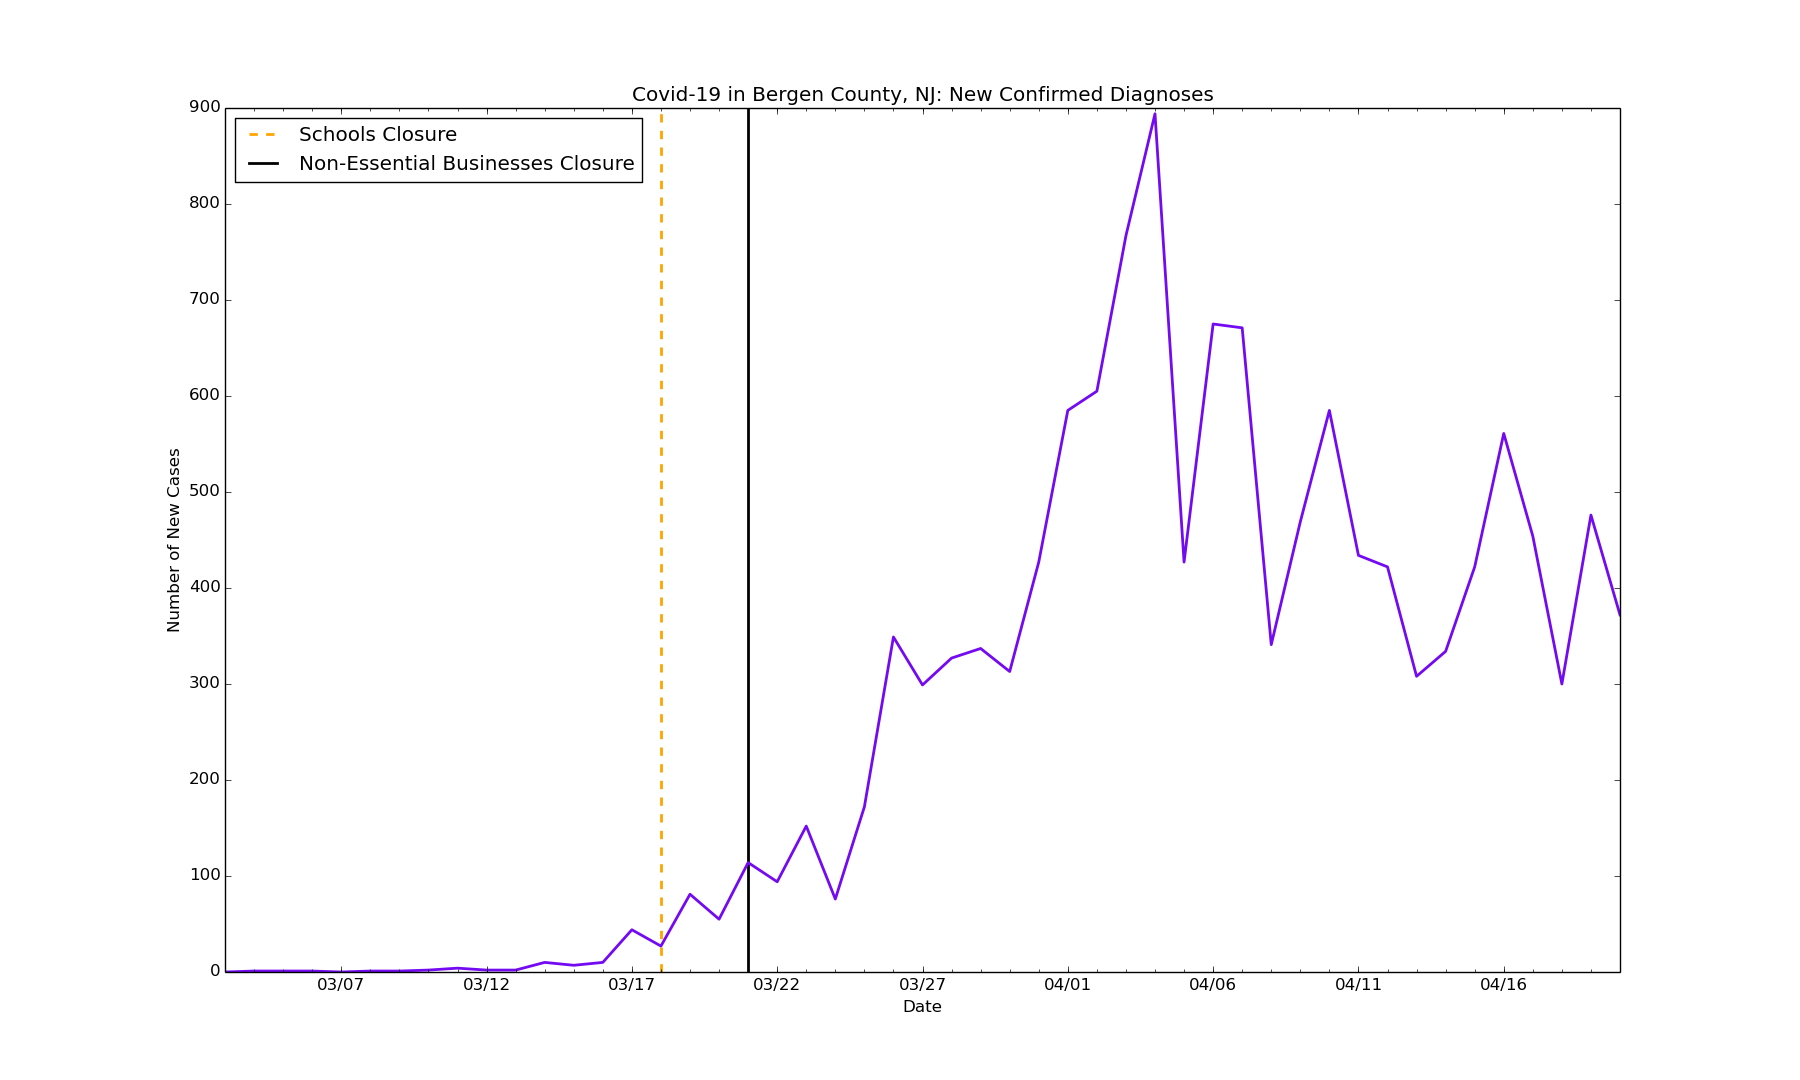 Covid-19 in Bergen County, NJ: New Confirmed Diagnoses
Schools Closure
Non-Essential Businesses Closure
Number of New Cases
900
800
700
600
500
400
300
200
100
0
03/07 03/12 03/17 03/22 03/27 04/01 04/06 04/11 04/16
Date